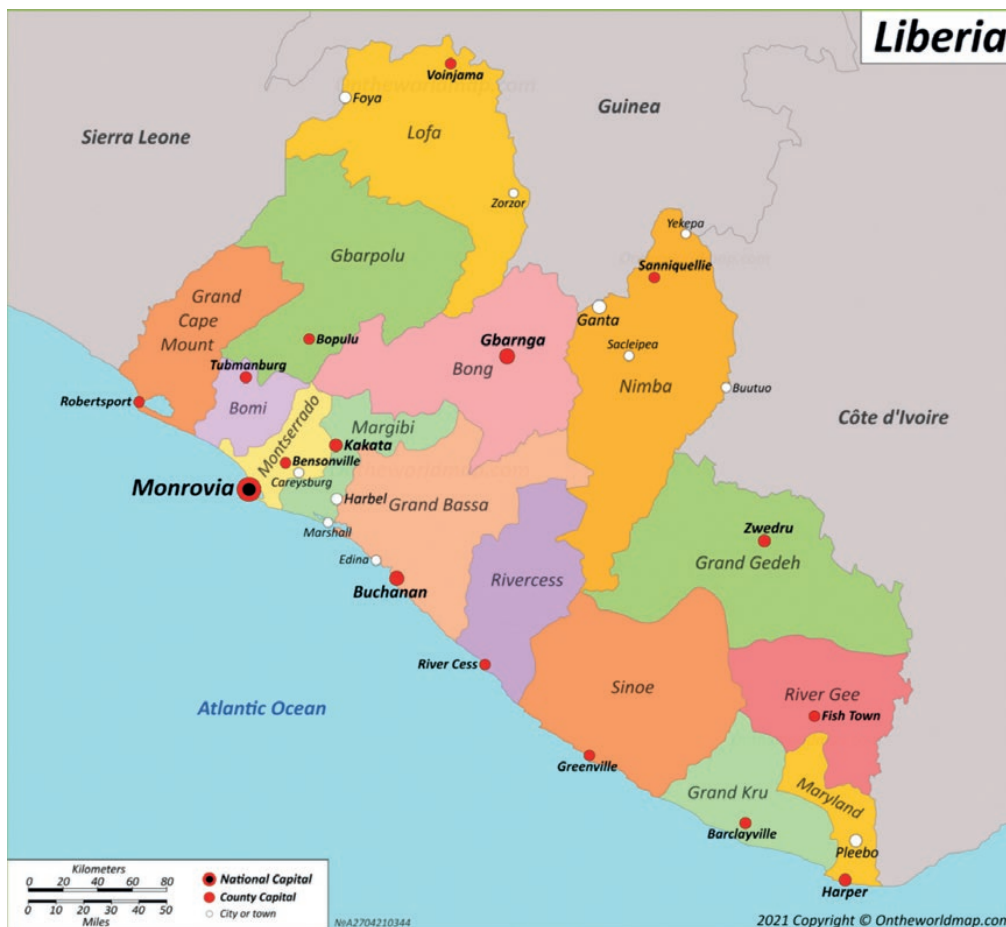 Liberia
Voinjama
Ontheworldmap.com
Foya
Guinea
Lofa
Sierra Leone
Zorzor
Yekepa
Gbarpolu
Sanniquellie
Grand
Cape
Mount
Ganta
Bopulu
Gbarnga
Sacleipea
Tubmanburg
Bong
Nimba
Buutuo
Robertsport
Bomi
Côte d'Ivoire
Margibi
Montserrado
Kakata
Bensonville
Careysburg
Monrovia
Harbel
Grand Bassa
Marshall
Zwedru
Edina
Grand Gedeh
Buchanan
Rivercess
River Cess
Sinoe
River Gee
Atlantic Ocean
Fish Town
Greenville
Grand Kru
Maryland
Barclayville
Pleebo
Harper
Kilometers
0 20 40 60 80
0 10 20 30 40 50
Miles
National Capital
County Capital
City or town
2021 Copyright © Ontheworldmap.com